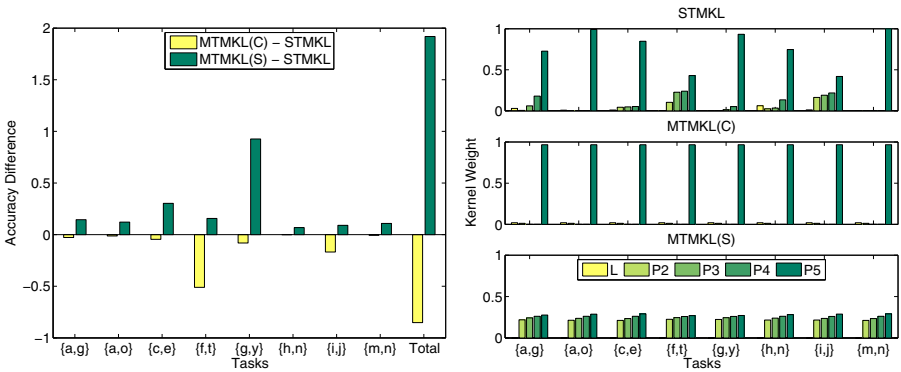 2
1.5
1
0.5
0
−0.5
−1
Accuracy Difference
MTMKL(C) − STMKL
MTMKL(S) − STMKL
{a,g} {a,o} {c,e} {f,t} {g,y} {h,n} {i,j} {m,n} Total
Tasks
STMKL
1
0.5
0
MTMKL(C)
1
0.5
0
Kernel Weight
MTMKL(S)
1
0.5
0
L P2 P3 P4 P5
{a,g} {a,o} {c,e} {f,t} {g,y} {h,n} {i,j} {m,n}
Tasks